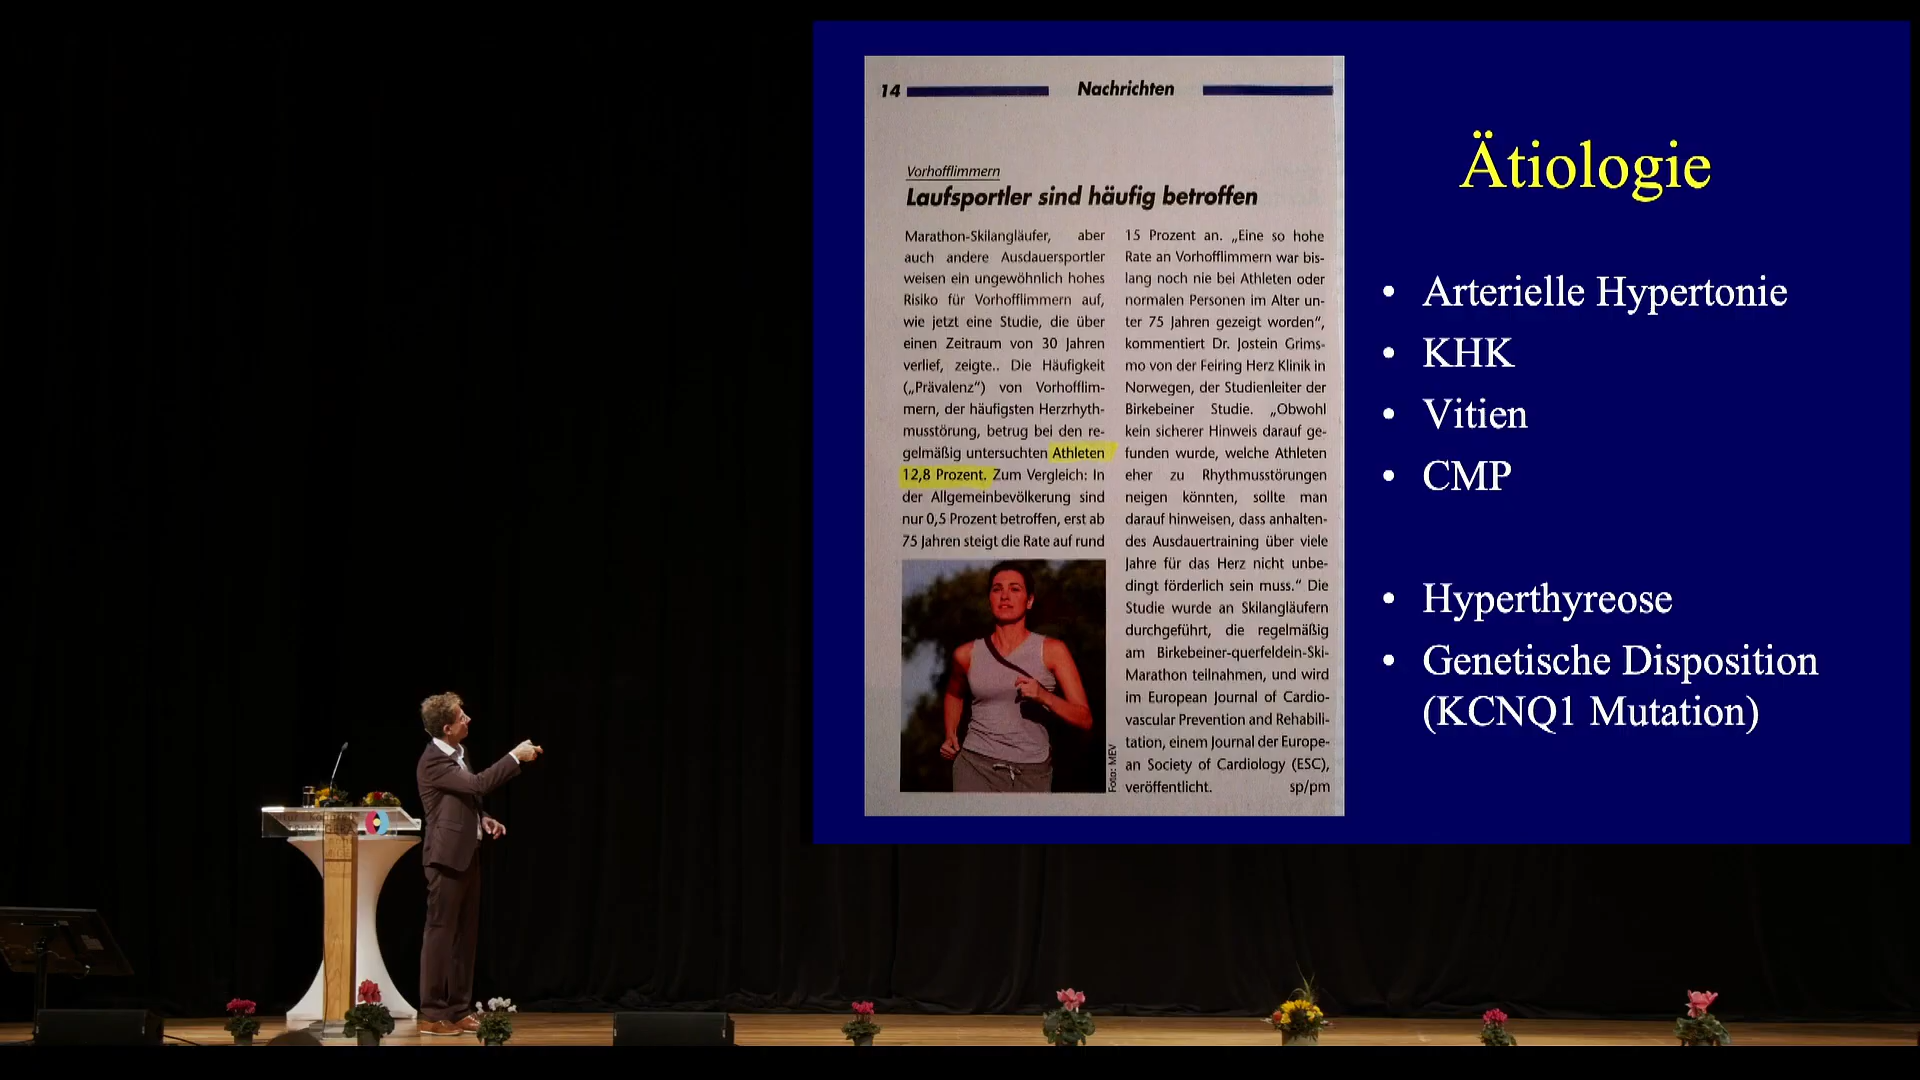 14 Nachrichten
Vorhofflimmern
Laufsportler sind häufig betroffen
Marathon-Skilangläufer, aber
auch andere Ausdauersportler
weisen ein ungewöhnlich hohes
Risiko für Vorhofflimmern auf,
wie jetzt eine Studie, die über
einen Zeitraum von 30 Jahren
verlief, zeigte.. Die Häufigkeit
(„Prävalenz“) von Vorhofflim-
mern, der häufigsten Herzrhyth-
musstörung, betrug bei den re-
gelmäßig untersuchten Athleten
12,8 Prozent. Zum Vergleich: In
der Allgemeinbevölkerung sind
nur 0,5 Prozent betroffen, erst ab
75 Jahren steigt die Rate auf rund
15 Prozent an. „Eine so hohe
Rate an Vorhofflimmern war bis-
lang noch nie bei Athleten oder
normalen Personen im Alter un-
ter 75 Jahren gezeigt worden“,
kommentiert Dr. Jostein Grims-
mo von der Feiring Herz Klinik in
Norwegen, der Studienleiter der
Birkebeiner Studie. „Obwohl
kein sicherer Hinweis darauf ge-
funden wurde, welche Athleten
eher zu Rhythmusstörungen
neigen könnten, sollte man
darauf hinweisen, dass anhalten-
des Ausdauertraining über viele
Jahre für das Herz nicht unbe-
dingt förderlich sein muss.“ Die
Studie wurde an Skilangläufern
durchgeführt, die regelmäßig
am Birkebeiner-querfeldein-Ski-
Marathon teilnahmen, und wird
im European Journal of Cardio-
vascular Prevention and Rehabili-
tation, einem Journal der Europe-
an Society of Cardiology (ESC),
veröffentlicht. sp/pm
Foto: MEV
Ätiologie
• Arterielle Hypertonie
• KHK
• Vitien
• CMP
• Hyperthyreose
• Genetische Disposition
(KCNQ1 Mutation)